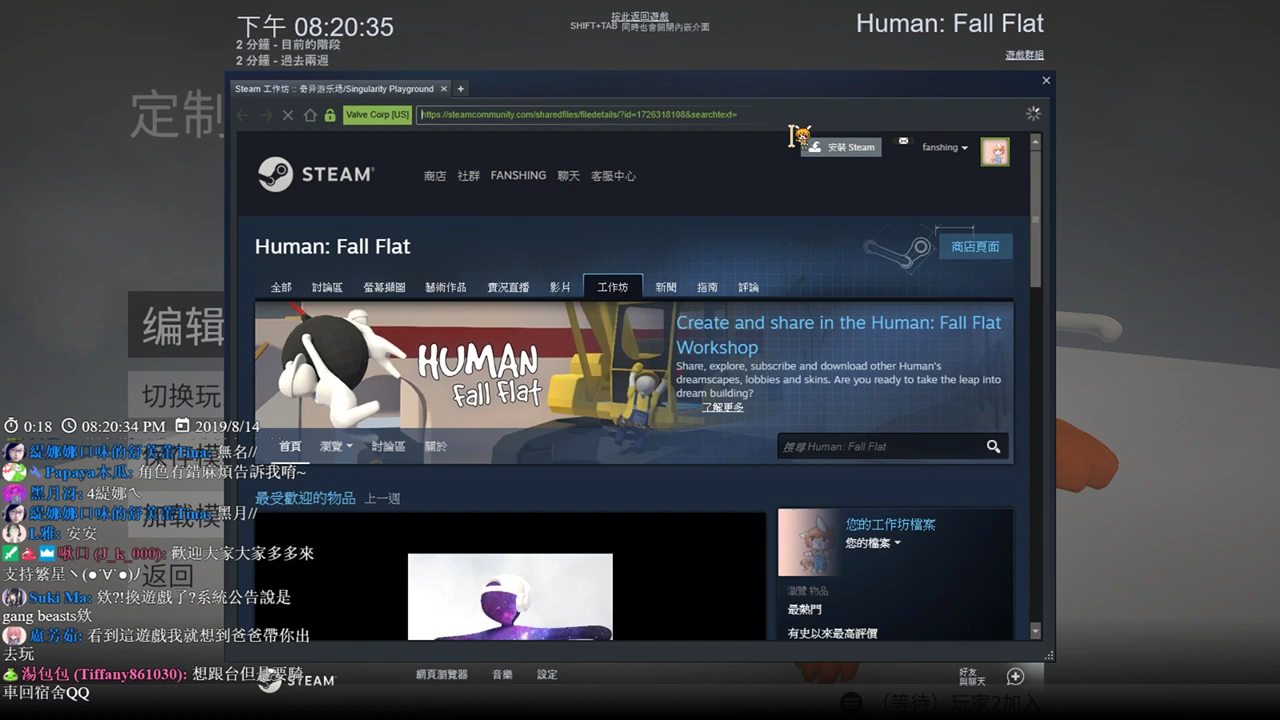 下午 08:20:35
2 分鐘 - 目前的階段
2 分鐘 - 過去兩週
按此返回遊戲
SHIFT+TAB 同時也會關閉內嵌介面
Human: Fall Flat
遊戲群組
Steam 工作坊 :: 奇异游乐场/Singularity Playground
Valve Corp [US]
https://steamcommunity.com/sharedfiles/filedetails/?id=1726318108&searchtext=
安裝 Steam
fanshing
STEAM
商店 社群 FANSHING 聊天 客服中心
Human: Fall Flat
商店頁面
全部 討論區 螢幕擷圖 藝術作品 實況直播 影片 工作坊 新聞 指南 評論
HUMAN
fall flat
Create and share in the Human: Fall Flat
Workshop
Share, explore, subscribe and download other Human's
dreamscapes, lobbies and skins. Are you ready to take the leap into
dream building?
了解更多
首頁 瀏覽 討論區 關於
搜尋 Human: Fall Flat
最受歡迎的物品 上一週
您的工作坊檔案
您的檔案
瀏覽 物品
最熱門
有史以來最高評價
STEAM
網頁瀏覽器 音樂 設定
好友
與聊天
定制
编辑
切换玩
加载模
返回
(等待) 玩家2加入
0:18 08:20:34 PM 2019/8/14
無名//
Papaya木瓜: 角色有錯麻煩告訴我唷~
黑月冴: 4緹娜ㄟ
黑月//
L雅: 安安
啾口 (J_k_000): 歡迎大家大家多多來
支持繁星ヽ(●´∀`●)ﾉ
Suki Ma: 欸?!換遊戲了?系統公告說是
gang beasts欸
盧芳茹: 看到這遊戲我就想到爸爸帶你出
去玩
湯包包 (Tiffany861030): 想跟台但是要騎
車回宿舍QQ